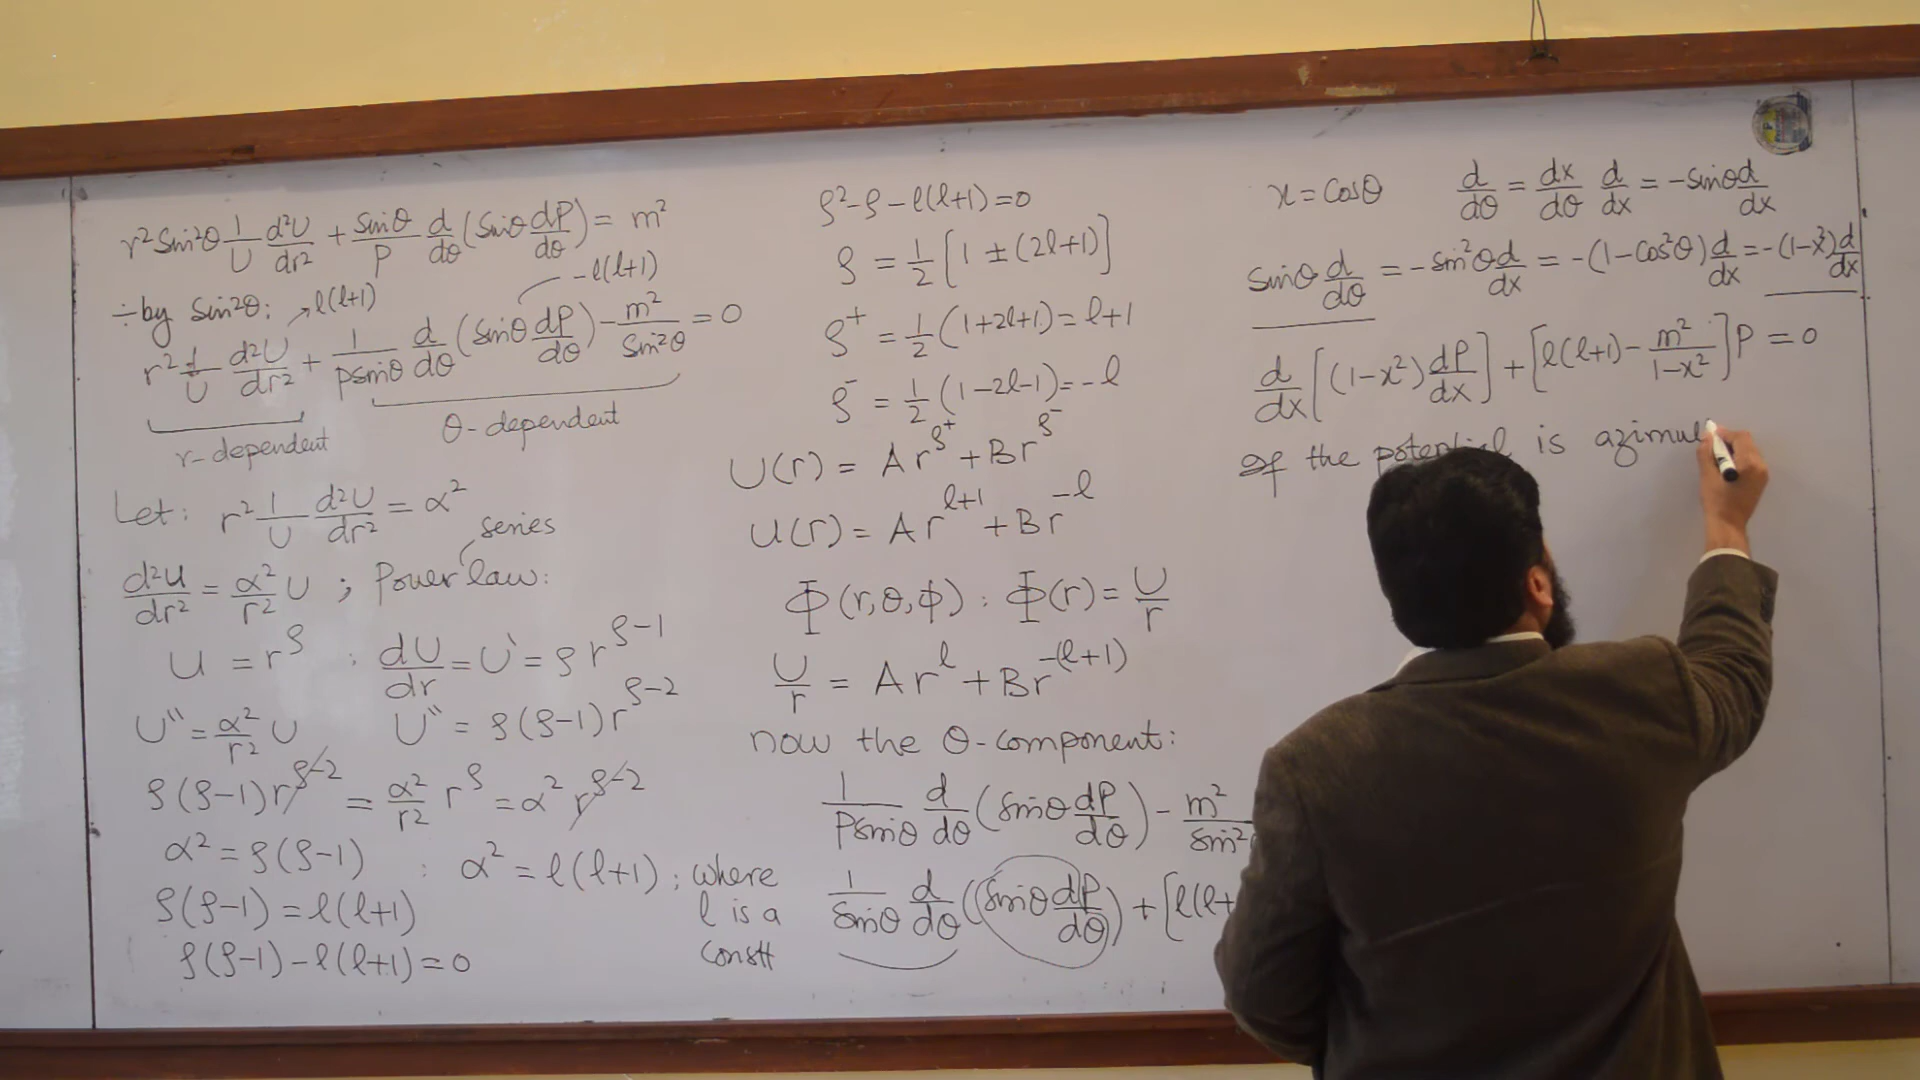 r² Sin²θ 1/U d²U/dr² + sinθ/P d/dθ (sinθ dP/dθ) = m²
÷ by Sin²θ: → l(l+1)
-l(l+1)
r² 1/U d²U/dr² + 1/Psinθ d/dθ (sinθ dP/dθ) - m²/Sin²θ = 0
r-dependent
θ-dependent
Let: r² 1/U d²U/dr² = α²
series
d²U/dr² = α²/r² U ; Power law:
U = r^ρ : dU/dr = U' = ρ r^ρ-1
U'' = α²/r² U U'' = ρ(ρ-1) r^ρ-2
ρ(ρ-1) r^ρ-2 = α²/r² r^ρ = α² r^ρ-2
α² = ρ(ρ-1) : α² = l(l+1) ; where
l is a
constt
ρ(ρ-1) = l(l+1)
ρ(ρ-1) - l(l+1) = 0
ρ² - ρ - l(l+1) = 0
ρ = 1/2 [1 ± (2l+1)]
ρ⁺ = 1/2 (1+2l+1) = l+1
ρ⁻ = 1/2 (1-2l-1) = -l
U(r) = A r^ρ⁺ + B r^ρ⁻
U(r) = A r^l+1 + B r^-l
Φ(r,θ,ϕ) : Φ(r) = U/r
U/r = A r^l + B r^-(l+1)
now the θ-component:
1/Psinθ d/dθ (sinθ dP/dθ) - m²/sin²
1/sinθ d/dθ (sinθ dP/dθ) + [l(l+
x = Cosθ d/dθ = dx/dθ d/dx = -sinθ d/dx
sinθ d/dθ = -sin²θ d/dx = -(1-Cos²θ) d/dx = -(1-x²) d/dx
d/dx [(1-x²) dP/dx] + [l(l+1) - m²/1-x²] P = 0
If the potential is azimu